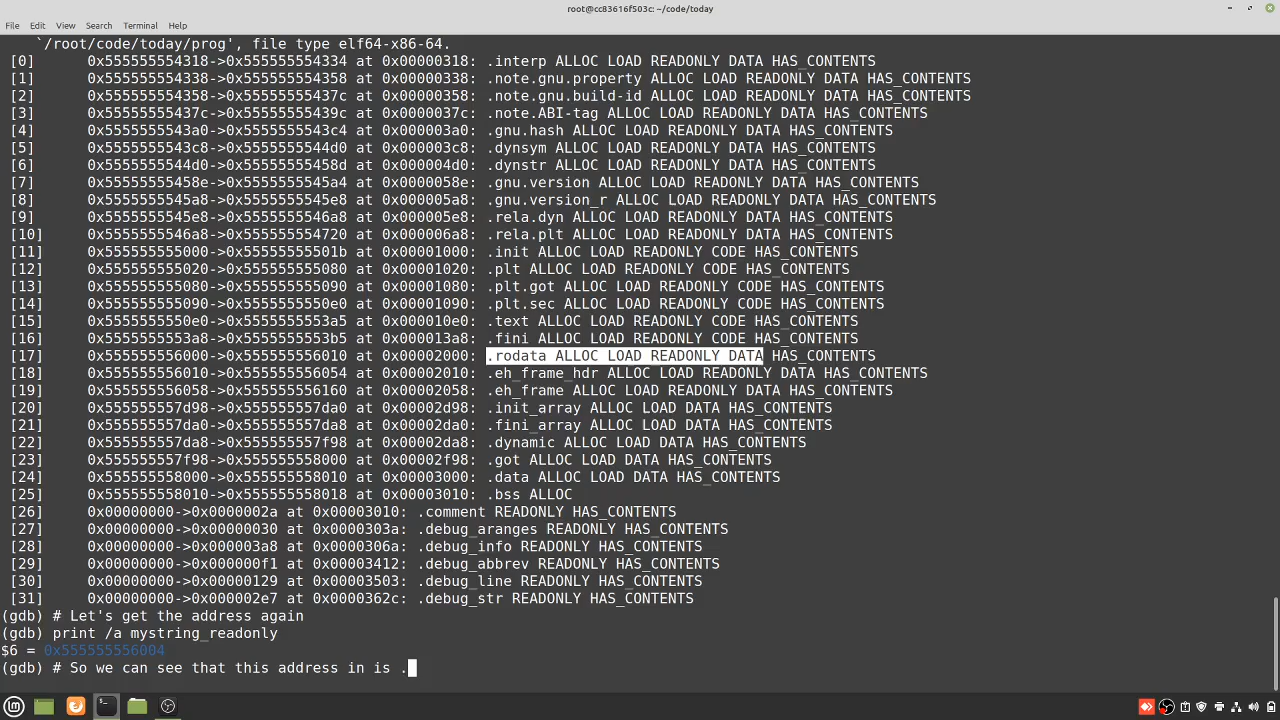 root@cc83616f503c: ~/code/today
File Edit View Search Terminal Help
`/root/code/today/prog', file type elf64-x86-64.
[0] 0x555555554318->0x555555554334 at 0x00000318: .interp ALLOC LOAD READONLY DATA HAS_CONTENTS
[1] 0x555555554338->0x555555554358 at 0x00000338: .note.gnu.property ALLOC LOAD READONLY DATA HAS_CONTENTS
[2] 0x555555554358->0x55555555437c at 0x00000358: .note.gnu.build-id ALLOC LOAD READONLY DATA HAS_CONTENTS
[3] 0x55555555437c->0x55555555439c at 0x0000037c: .note.ABI-tag ALLOC LOAD READONLY DATA HAS_CONTENTS
[4] 0x5555555543a0->0x5555555543c4 at 0x000003a0: .gnu.hash ALLOC LOAD READONLY DATA HAS_CONTENTS
[5] 0x5555555543c8->0x5555555544d0 at 0x000003c8: .dynsym ALLOC LOAD READONLY DATA HAS_CONTENTS
[6] 0x5555555544d0->0x55555555458d at 0x000004d0: .dynstr ALLOC LOAD READONLY DATA HAS_CONTENTS
[7] 0x55555555458e->0x5555555545a4 at 0x0000058e: .gnu.version ALLOC LOAD READONLY DATA HAS_CONTENTS
[8] 0x5555555545a8->0x5555555545e8 at 0x000005a8: .gnu.version_r ALLOC LOAD READONLY DATA HAS_CONTENTS
[9] 0x5555555545e8->0x5555555546a8 at 0x000005e8: .rela.dyn ALLOC LOAD READONLY DATA HAS_CONTENTS
[10] 0x5555555546a8->0x555555554720 at 0x000006a8: .rela.plt ALLOC LOAD READONLY DATA HAS_CONTENTS
[11] 0x555555555000->0x55555555501b at 0x00001000: .init ALLOC LOAD READONLY CODE HAS_CONTENTS
[12] 0x555555555020->0x555555555080 at 0x00001020: .plt ALLOC LOAD READONLY CODE HAS_CONTENTS
[13] 0x555555555080->0x555555555090 at 0x00001080: .plt.got ALLOC LOAD READONLY CODE HAS_CONTENTS
[14] 0x555555555090->0x5555555550e0 at 0x00001090: .plt.sec ALLOC LOAD READONLY CODE HAS_CONTENTS
[15] 0x5555555550e0->0x5555555553a5 at 0x000010e0: .text ALLOC LOAD READONLY CODE HAS_CONTENTS
[16] 0x5555555553a8->0x5555555553b5 at 0x000013a8: .fini ALLOC LOAD READONLY CODE HAS_CONTENTS
[17] 0x555555556000->0x555555556010 at 0x00002000: .rodata ALLOC LOAD READONLY DATA HAS_CONTENTS
[18] 0x555555556010->0x555555556054 at 0x00002010: .eh_frame_hdr ALLOC LOAD READONLY DATA HAS_CONTENTS
[19] 0x555555556058->0x555555556160 at 0x00002058: .eh_frame ALLOC LOAD READONLY DATA HAS_CONTENTS
[20] 0x555555557d98->0x555555557da0 at 0x00002d98: .init_array ALLOC LOAD DATA HAS_CONTENTS
[21] 0x555555557da0->0x555555557da8 at 0x00002da0: .fini_array ALLOC LOAD DATA HAS_CONTENTS
[22] 0x555555557da8->0x555555557f98 at 0x00002da8: .dynamic ALLOC LOAD DATA HAS_CONTENTS
[23] 0x555555557f98->0x555555558000 at 0x00002f98: .got ALLOC LOAD DATA HAS_CONTENTS
[24] 0x555555558000->0x555555558010 at 0x00003000: .data ALLOC LOAD DATA HAS_CONTENTS
[25] 0x555555558010->0x555555558018 at 0x00003010: .bss ALLOC
[26] 0x00000000->0x0000002a at 0x00003010: .comment READONLY HAS_CONTENTS
[27] 0x00000000->0x00000030 at 0x0000303a: .debug_aranges READONLY HAS_CONTENTS
[28] 0x00000000->0x000003a8 at 0x0000306a: .debug_info READONLY HAS_CONTENTS
[29] 0x00000000->0x000000f1 at 0x00003412: .debug_abbrev READONLY HAS_CONTENTS
[30] 0x00000000->0x00000129 at 0x00003503: .debug_line READONLY HAS_CONTENTS
[31] 0x00000000->0x000002e7 at 0x0000362c: .debug_str READONLY HAS_CONTENTS
(gdb) # Let's get the address again
(gdb) print /a mystring_readonly
$6 = 0x555555556004
(gdb) # So we can see that this address in is .